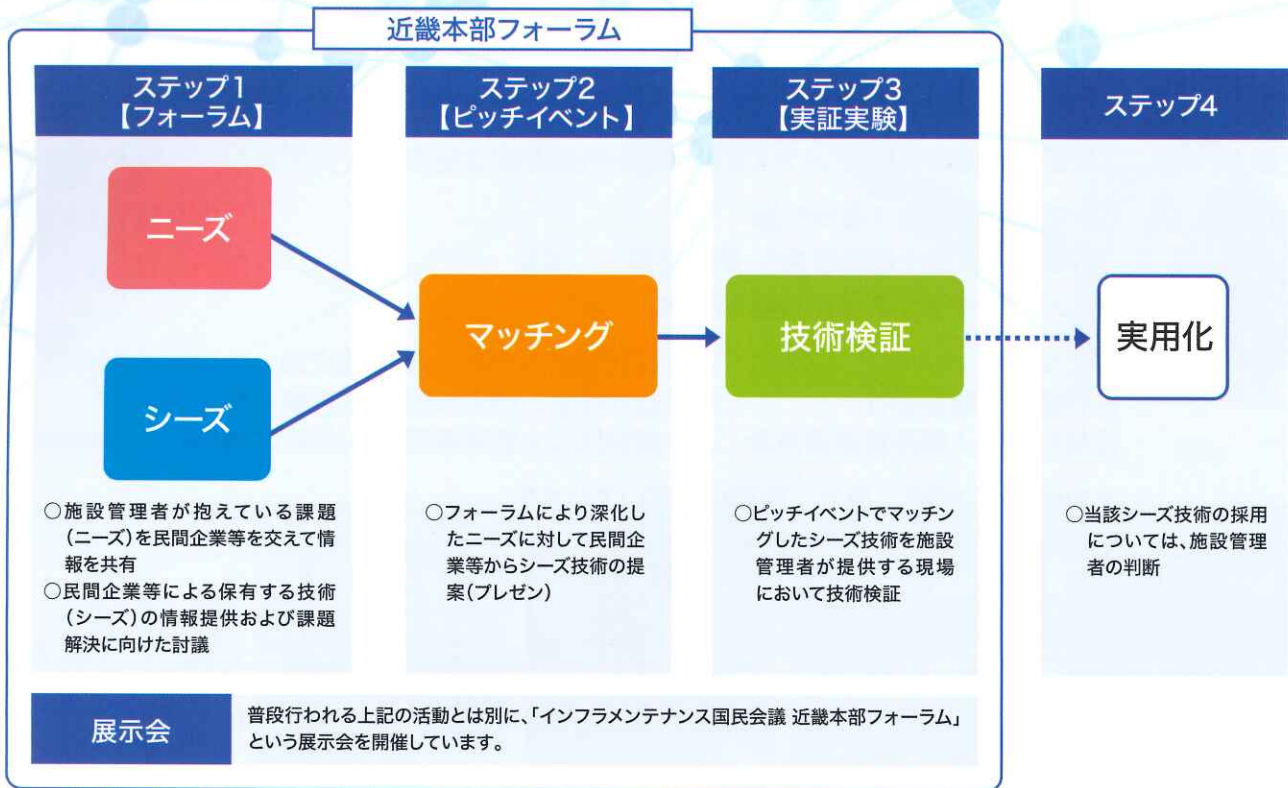 近畿本部フォーラム
ステップ1
【フォーラム】
ニーズ
シーズ
○施設管理者が抱えている課題
(ニーズ)を民間企業等を交えて情
報を共有
○民間企業等による保有する技術
(シーズ)の情報提供および課題
解決に向けた討議
ステップ2
【ピッチイベント】
マッチング
○フォーラムにより深化し
たニーズに対して民間企
業等からシーズ技術の提
案(プレゼン)
ステップ3
【実証実験】
技術検証
○ピッチイベントでマッチン
グしたシーズ技術を施設
管理者が提供する現場
において技術検証
ステップ4
実用化
○当該シーズ技術の採用
については、施設管理
者の判断
展示会
普段行われる上記の活動とは別に、「インフラメンテナンス国民会議 近畿本部フォーラム」
という展示会を開催しています。